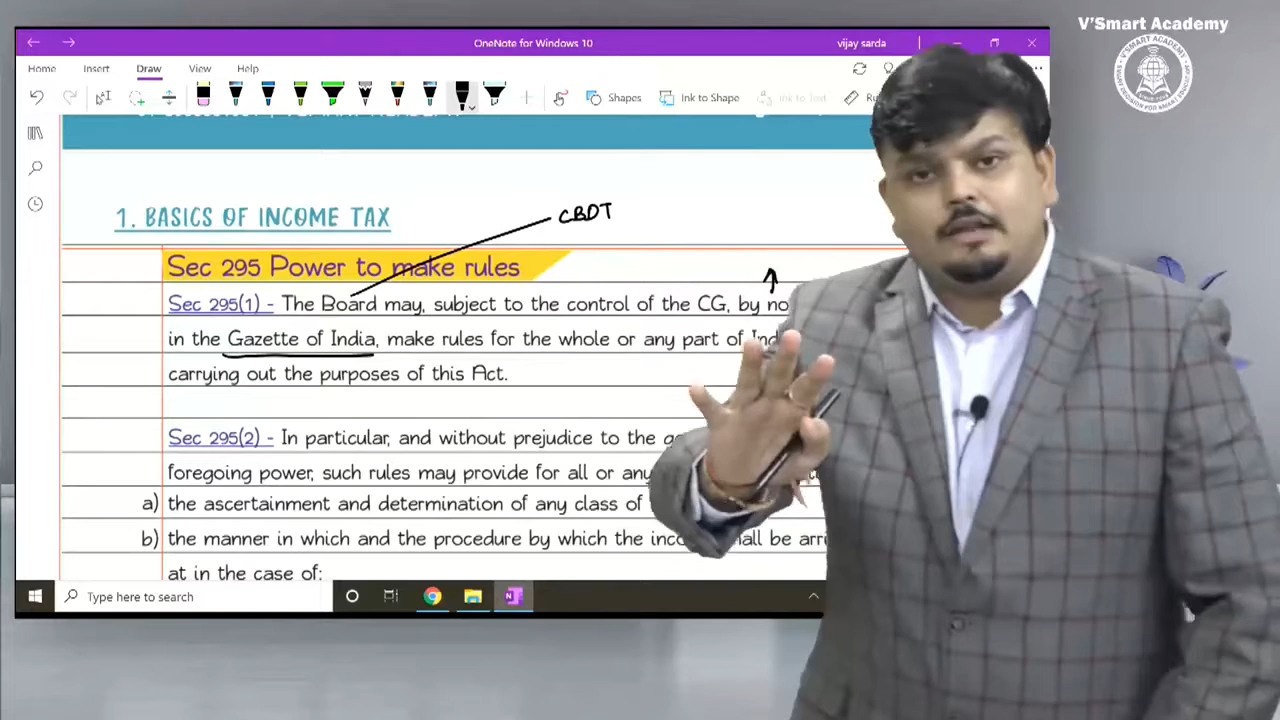 V'Smart Academy
OneNote for Windows 10
vijay sarda
Home Insert Draw View Help
Shapes Ink to Shape Ink to Text
1. BASICS OF INCOME TAX
CBDT
Sec 295 Power to make rules
Sec 295(1) - The Board may, subject to the control of the CG, by
in the Gazette of India, make rules for the whole or any part of
carrying out the purposes of this Act.
Sec 295(2) - In particular, and without prejudice to the
foregoing power, such rules may provide for all or any
a) the ascertainment and determination of any class of
b) the manner in which and the procedure by which the
at in the case of:
Type here to search